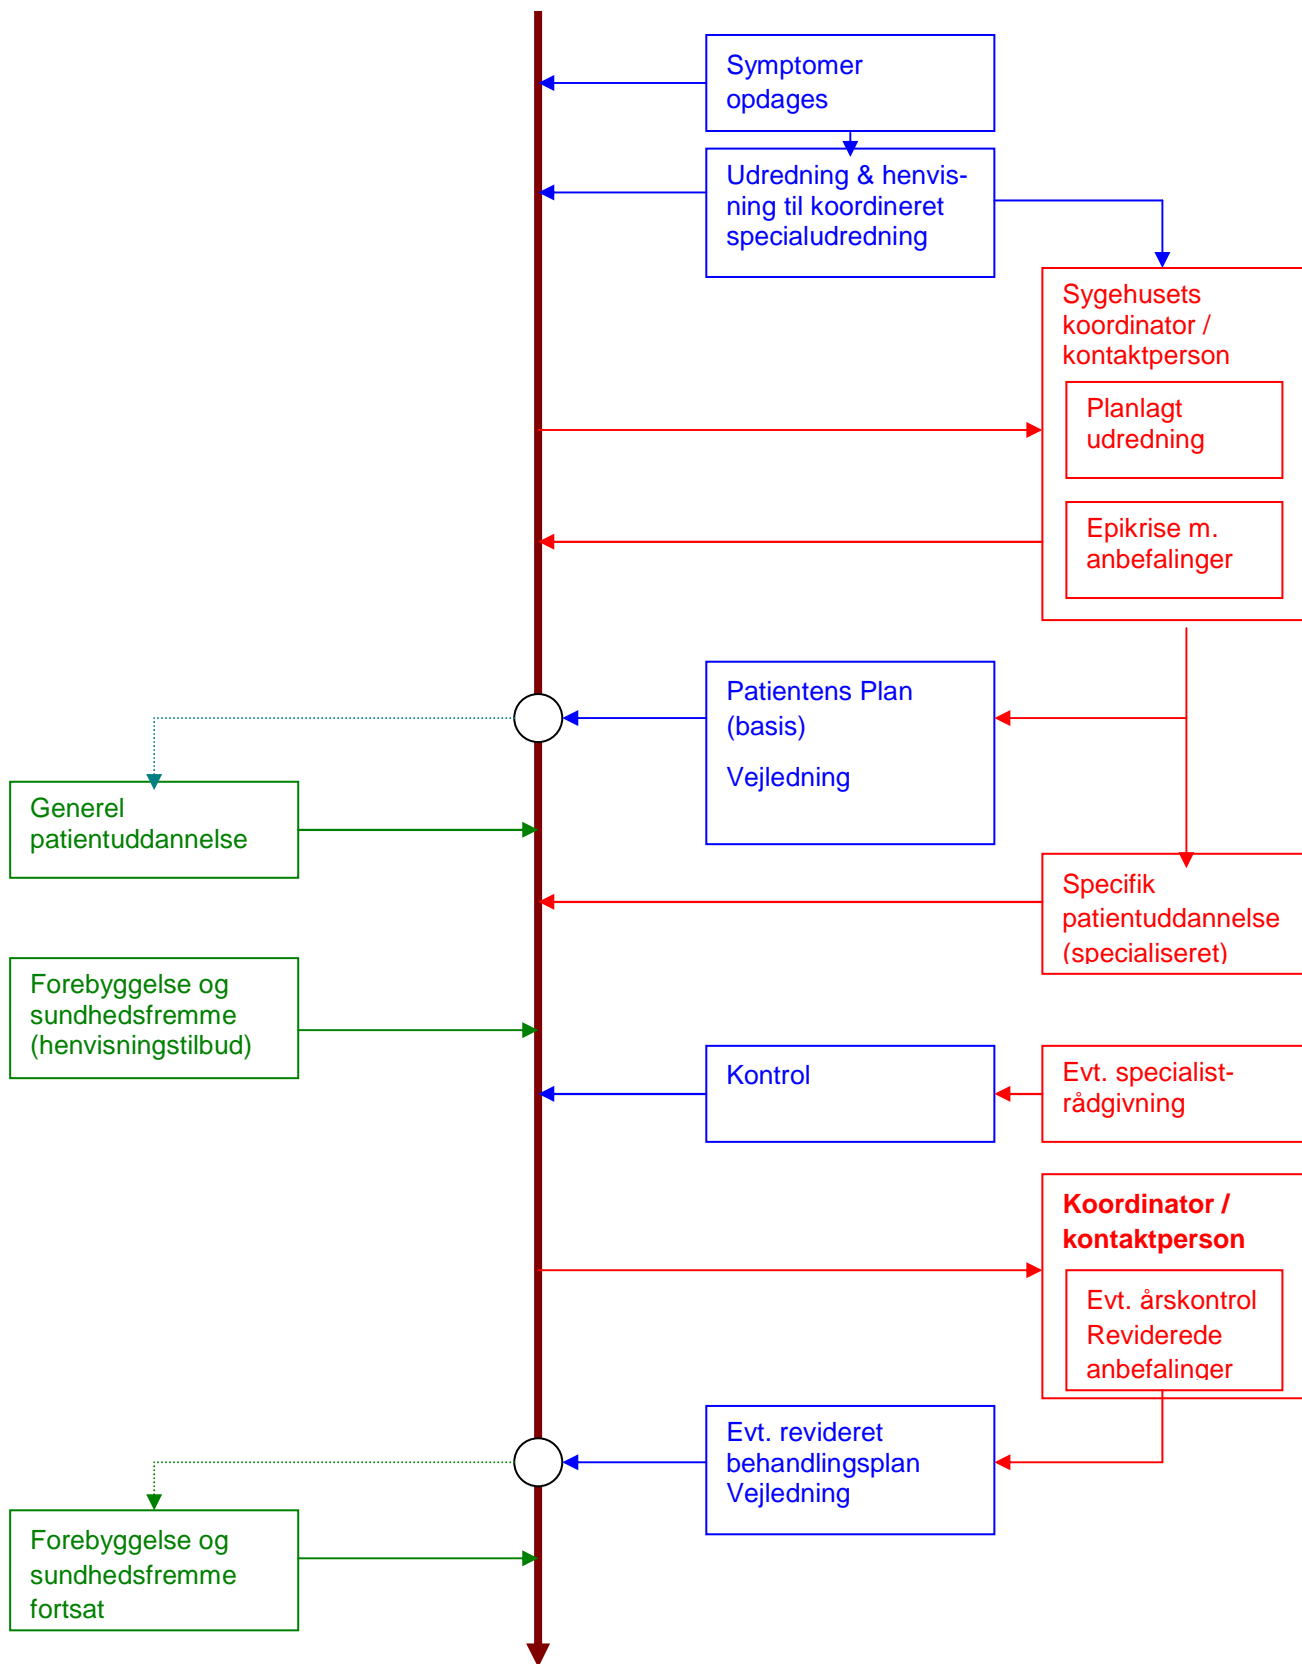 Symptomer
opdages
Udredning & henvis-
ning til koordineret
specialudredning
Sygehusets
koordinator /
kontaktperson
Planlagt
udredning
Epikrise m.
anbefalinger
Patientens Plan
(basis)
Vejledning
Generel
patientuddannelse
Specifik
patientuddannelse
(specialiseret)
Forebyggelse og
sundhedsfremme
(henvisningstilbud)
Kontrol
Evt. specialist-
rådgivning
Koordinator /
kontaktperson
Evt. årskontrol
Reviderede
anbefalinger
Evt. revideret
behandlingsplan
Vejledning
Forebyggelse og
sundhedsfremme
fortsat